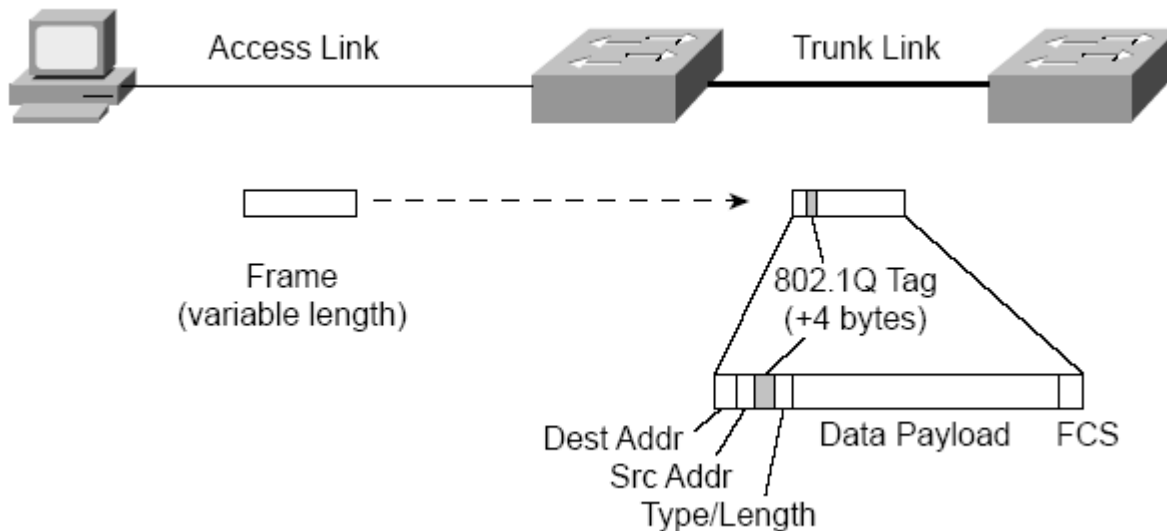 Access Link
Trunk Link
Frame
(variable length)
802.1Q Tag
(+4 bytes)
Dest Addr
Data Payload
FCS
Src Addr
Type/Length